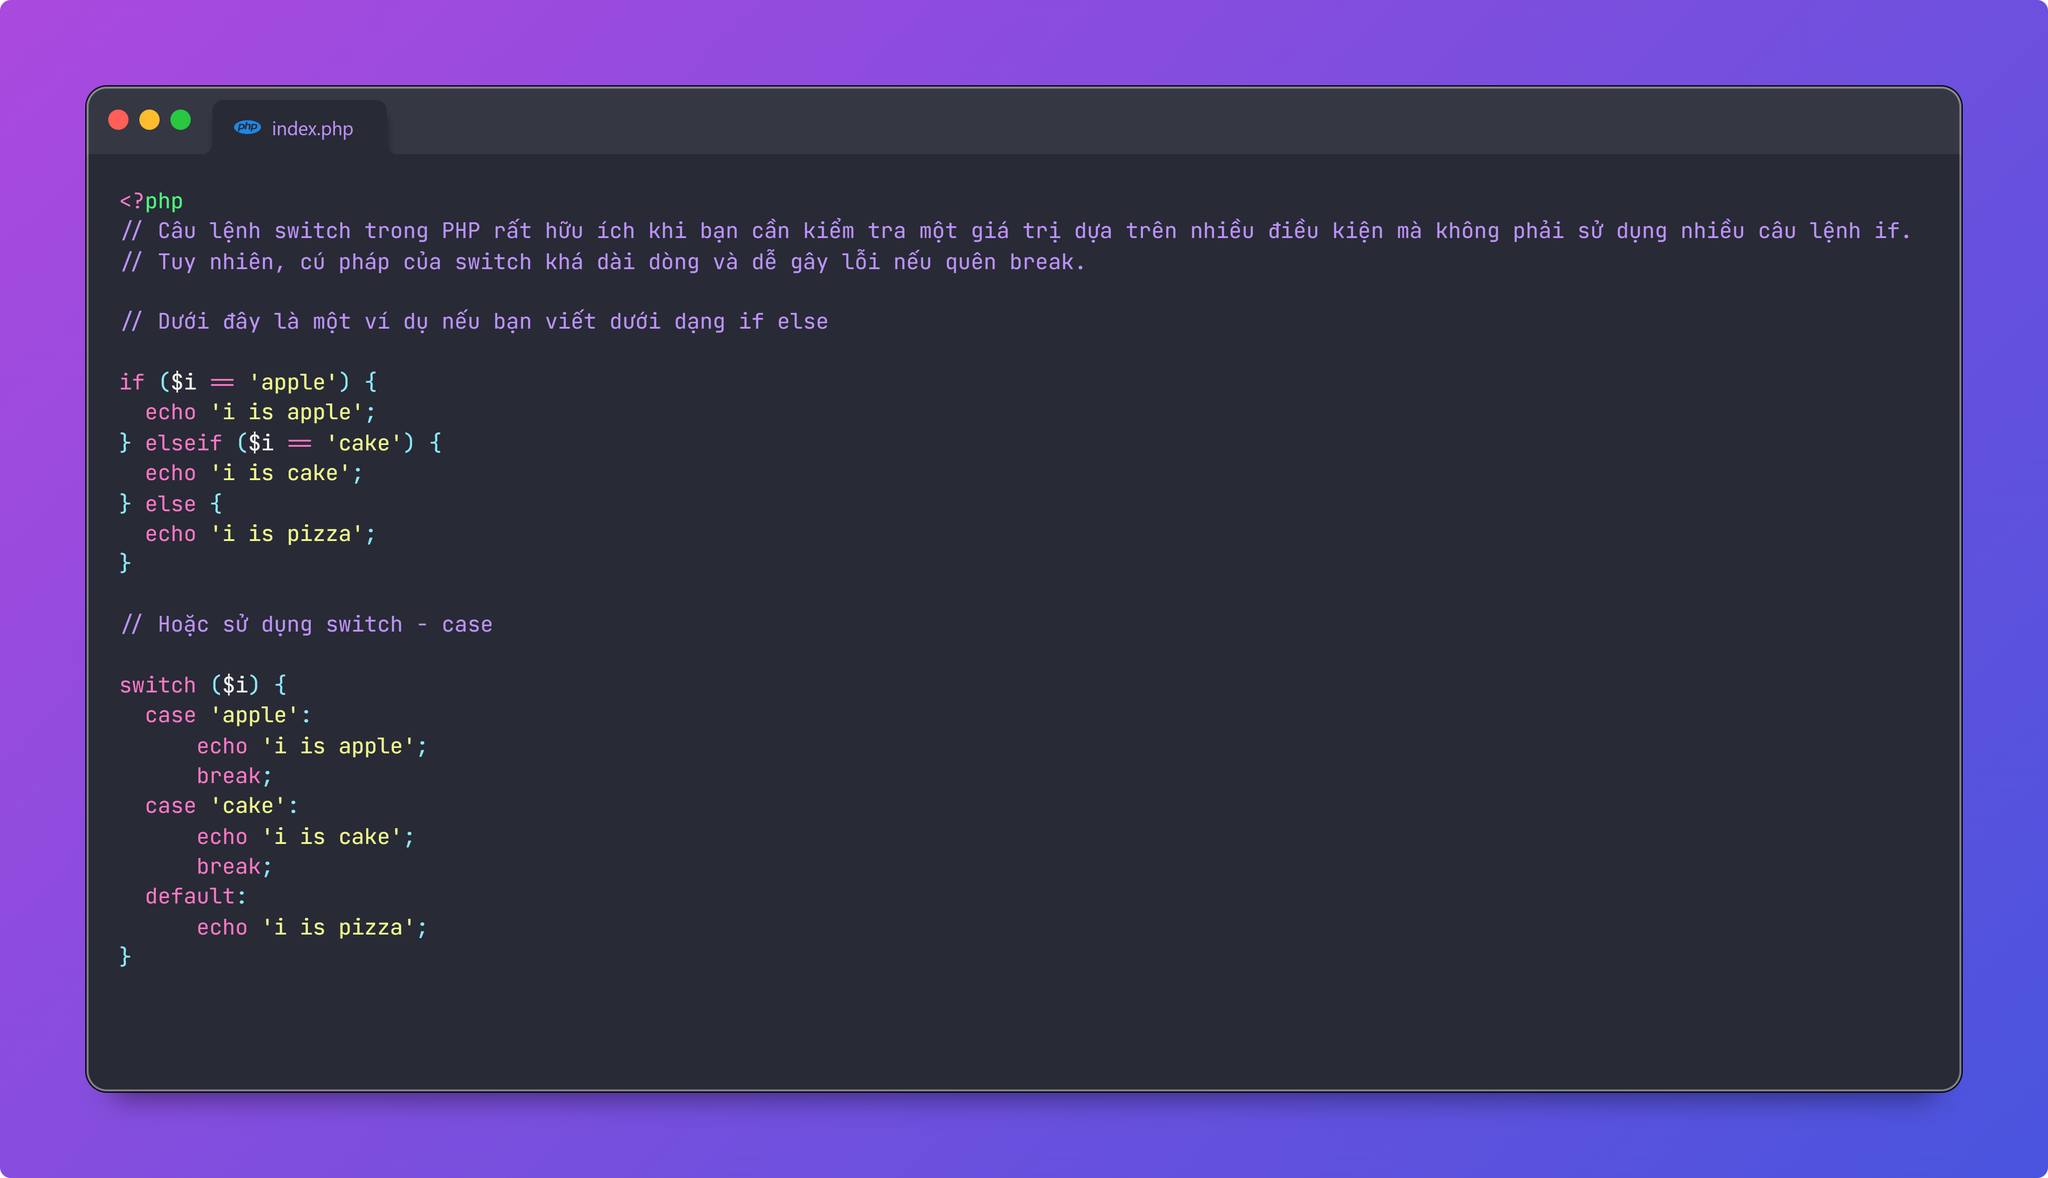 php index.php
<?php
// Câu lệnh switch trong PHP rất hữu ích khi bạn cần kiểm tra một giá trị dựa trên nhiều điều kiện mà không phải sử dụng nhiều câu lệnh if.
// Tuy nhiên, cú pháp của switch khá dài dòng và dễ gây lỗi nếu quên break.

// Dưới đây là một ví dụ nếu bạn viết dưới dạng if else

if ($i == 'apple') {
  echo 'i is apple';
} elseif ($i == 'cake') {
  echo 'i is cake';
} else {
  echo 'i is pizza';
}

// Hoặc sử dụng switch - case

switch ($i) {
  case 'apple':
      echo 'i is apple';
      break;
  case 'cake':
      echo 'i is cake';
      break;
  default:
      echo 'i is pizza';
}